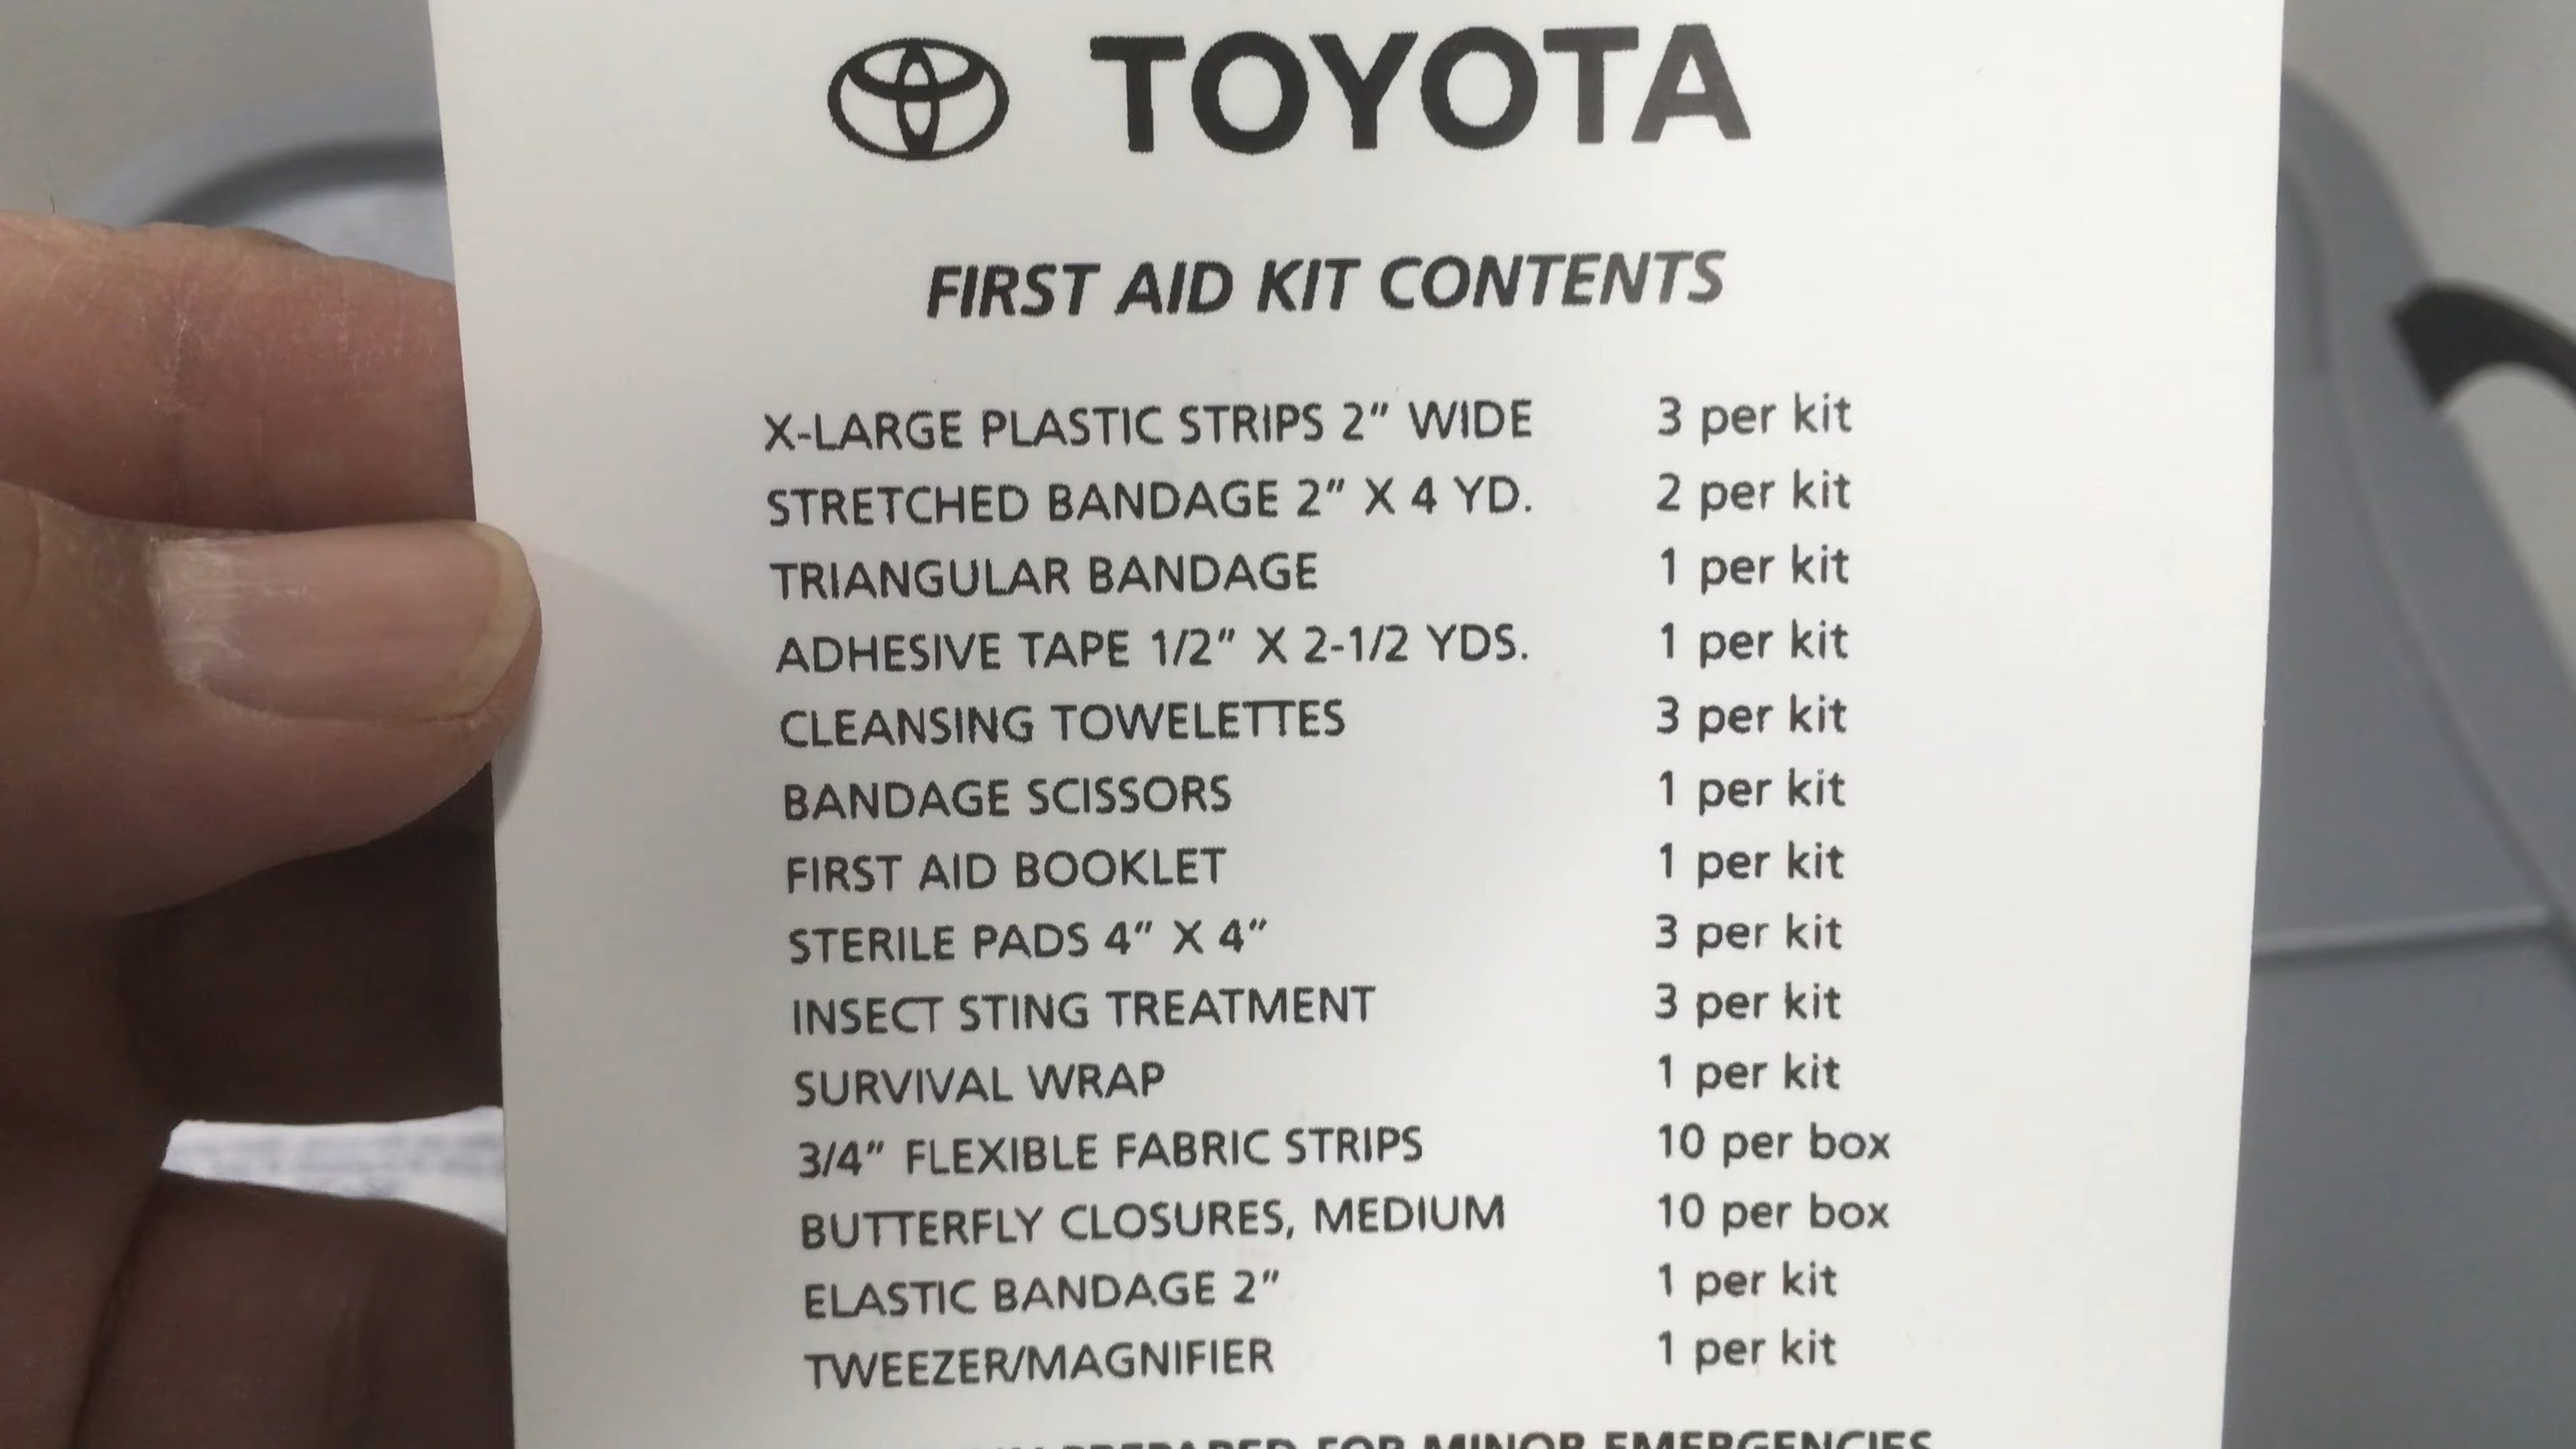 TOYOTA
FIRST AID KIT CONTENTS
X-LARGE PLASTIC STRIPS 2" WIDE 3 per kit
STRETCHED BANDAGE 2" X 4 YD. 2 per kit
TRIANGULAR BANDAGE 1 per kit
ADHESIVE TAPE 1/2" X 2-1/2 YDS. 1 per kit
CLEANSING TOWELETTES 3 per kit
BANDAGE SCISSORS 1 per kit
FIRST AID BOOKLET 1 per kit
STERILE PADS 4" X 4" 3 per kit
INSECT STING TREATMENT 3 per kit
SURVIVAL WRAP 1 per kit
3/4" FLEXIBLE FABRIC STRIPS 10 per box
BUTTERFLY CLOSURES, MEDIUM 10 per box
ELASTIC BANDAGE 2" 1 per kit
TWEEZER/MAGNIFIER 1 per kit
PREPARED FOR MINOR EMERGENCIES